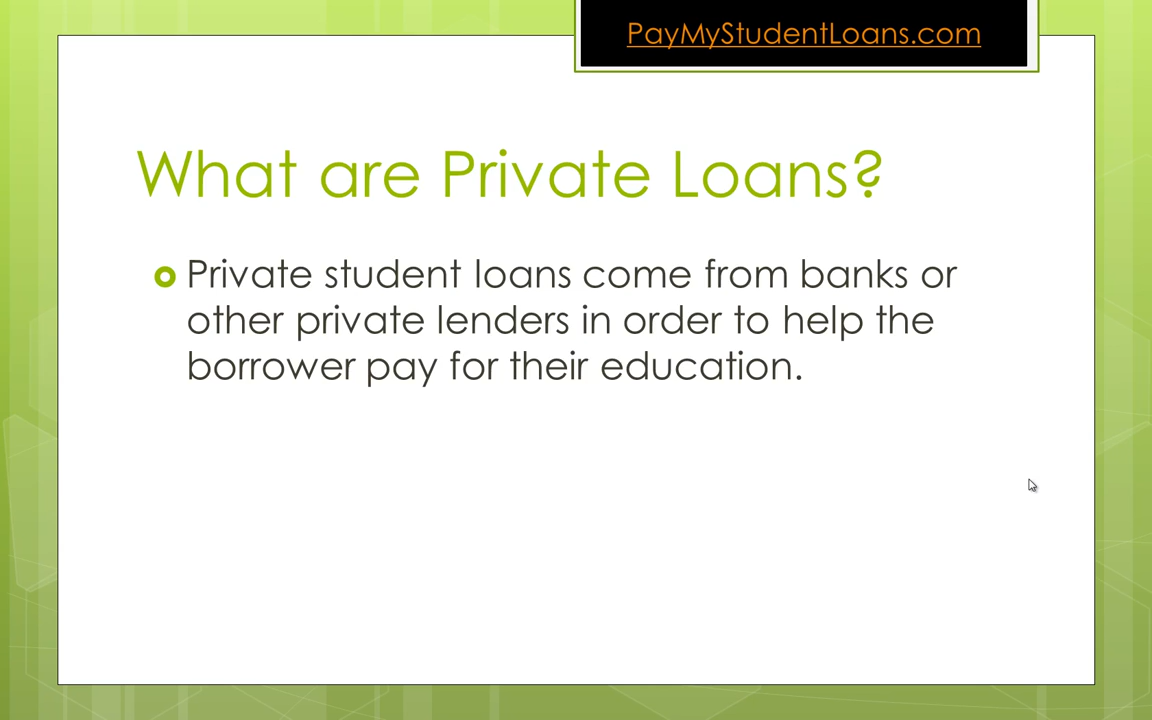 PayMyStudentLoans.com
What are Private Loans?
Private student loans come from banks or
other private lenders in order to help the
borrower pay for their education.